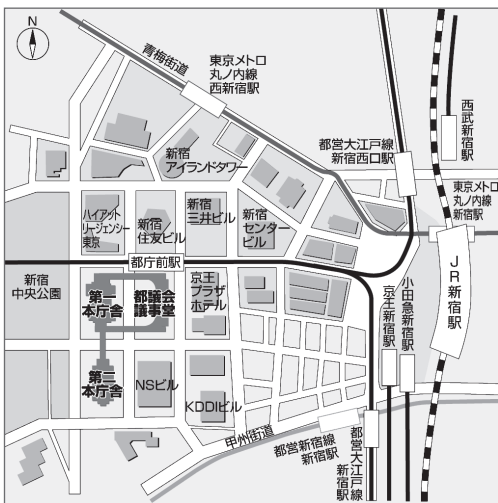 N
青梅街道
東京メトロ
丸ノ内線
西新宿駅
西武新宿駅
都営大江戸線
新宿西口駅
新宿
アイランドタワー
東京メトロ
丸ノ内線
新宿駅
ハイアット
リージェンシー
東京
新宿
住友ビル
新宿
三井ビル
新宿
センター
ビル
都庁前駅
新宿
中央公園
第一
本庁舎
都議会
議事堂
京王
プラザ
ホテル
京王新宿駅
小田急新宿駅
JR新宿駅
第二
本庁舎
NSビル
KDDIビル
甲州街道
都営新宿線
新宿駅
都営大江戸線
新宿駅